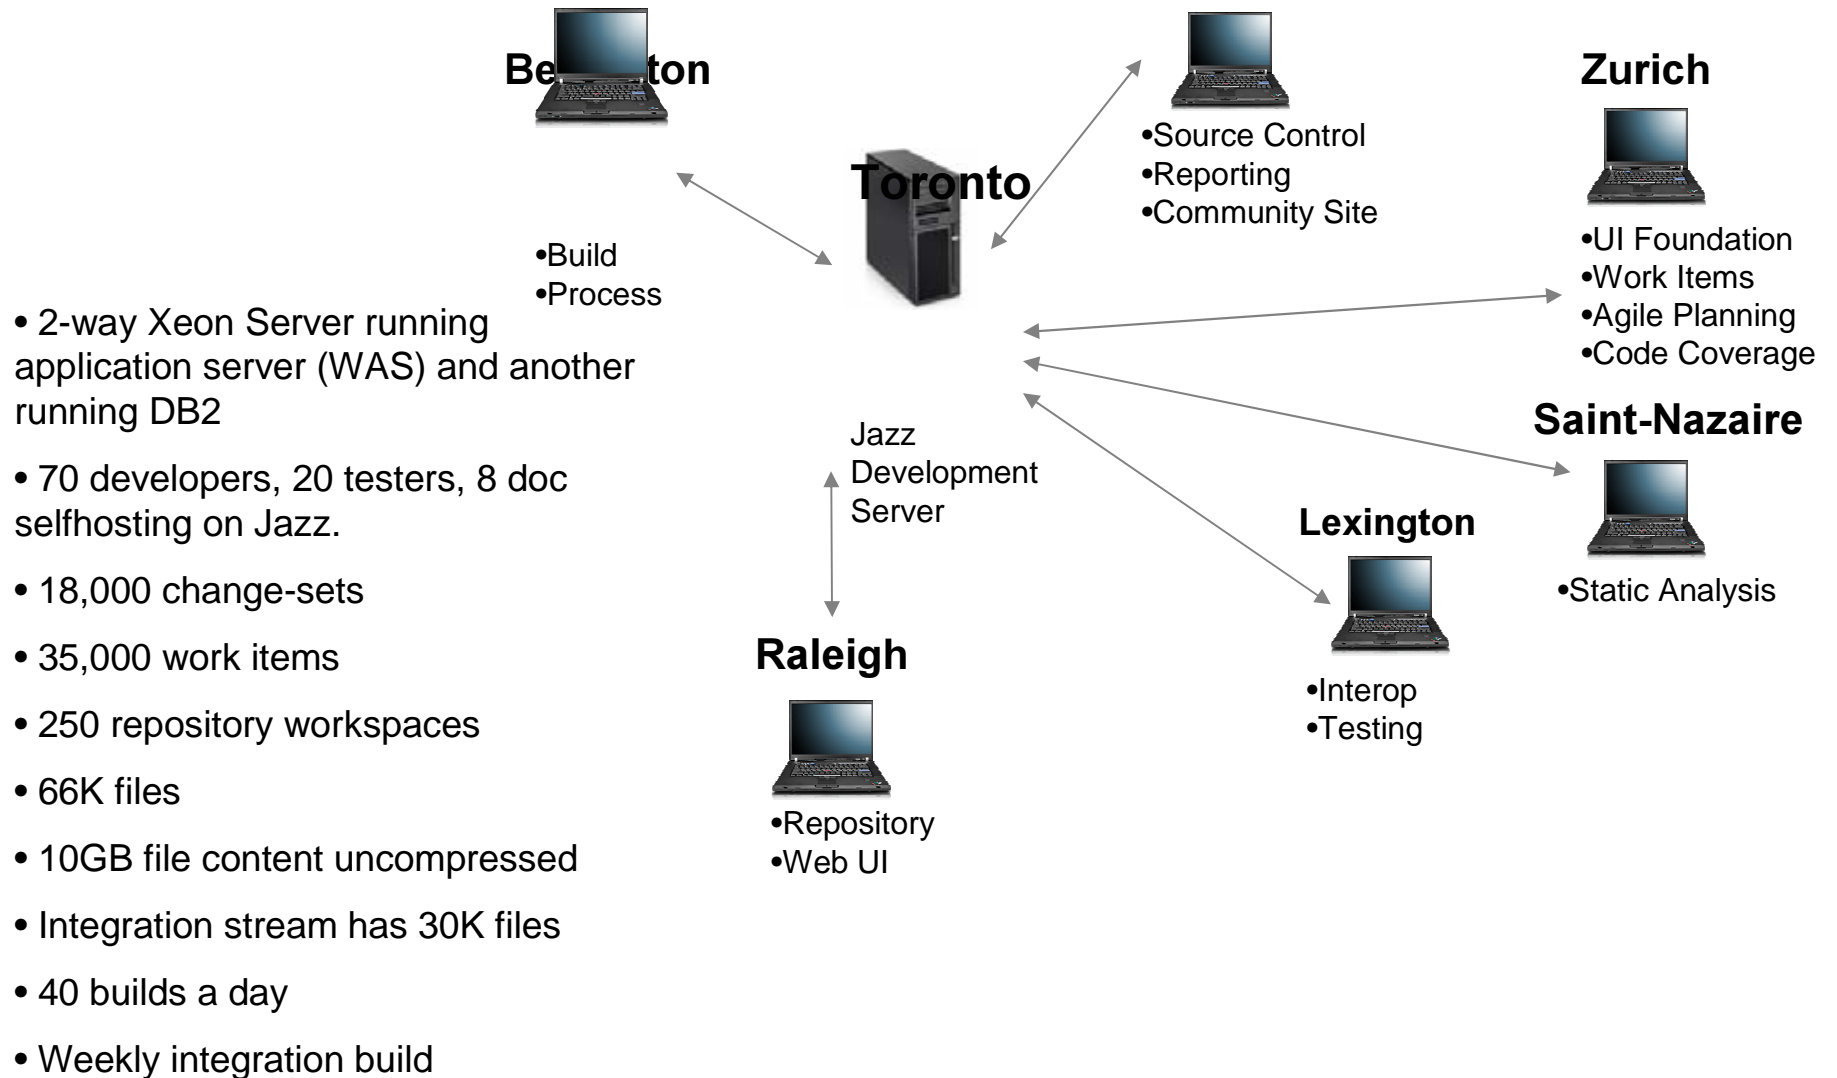 Toronto
Zurich
•Source Control
•Reporting
•Community Site
•Build
•Process
•UI Foundation
•Work Items
•Agile Planning
•Code Coverage
• 2-way Xeon Server running
application server (WAS) and another
running DB2
• 70 developers, 20 testers, 8 doc
selfhosting on Jazz.
• 18,000 change-sets
• 35,000 work items
• 250 repository workspaces
• 66K files
• 10GB file content uncompressed
• Integration stream has 30K files
• 40 builds a day
• Weekly integration build
Jazz
Development
Server
Saint-Nazaire
•Static Analysis
Lexington
•Interop
•Testing
Raleigh
•Repository
•Web UI